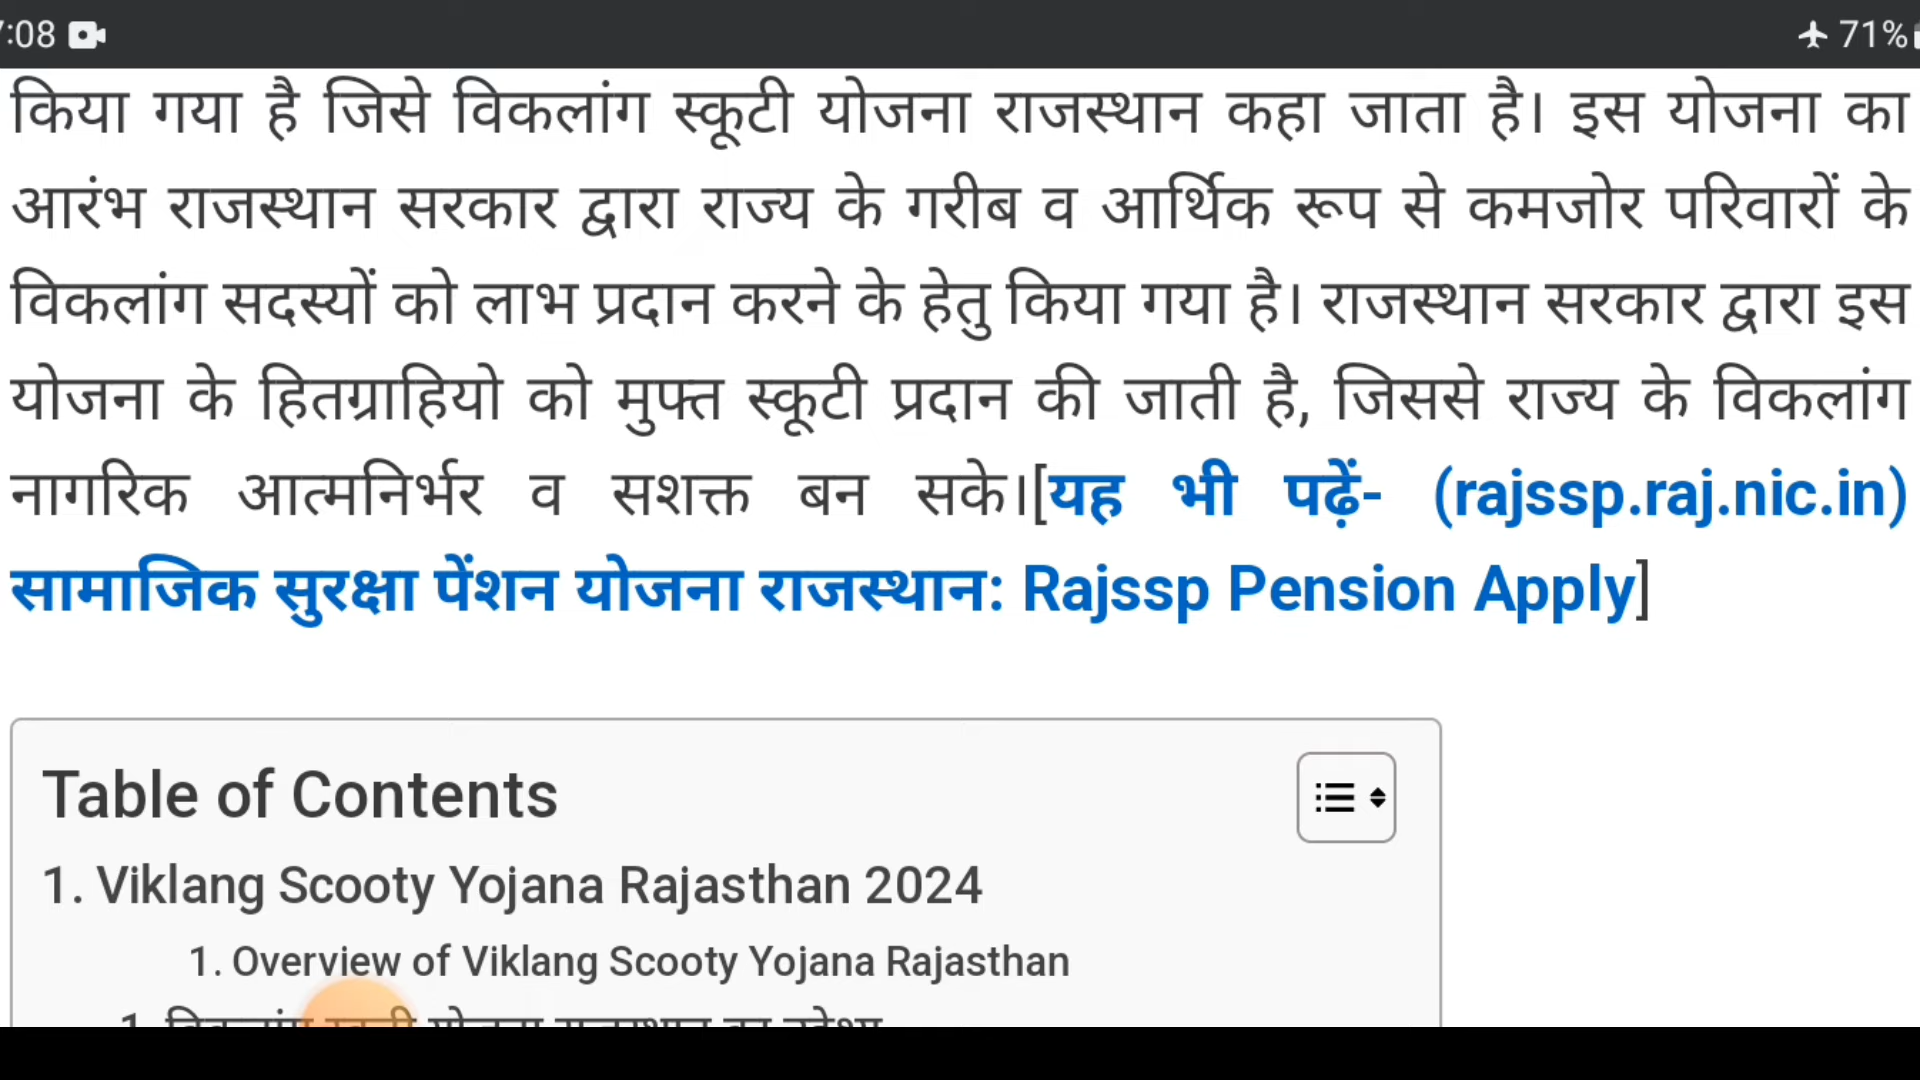 :08
71%
किया गया है जिसे विकलांग स्कूटी योजना राजस्थान कहा जाता है। इस योजना का
आरंभ राजस्थान सरकार द्वारा राज्य के गरीब व आर्थिक रूप से कमजोर परिवारों के
विकलांग सदस्यों को लाभ प्रदान करने के हेतु किया गया है। राजस्थान सरकार द्वारा इस
योजना के हितग्राहियो को मुफ्त स्कूटी प्रदान की जाती है, जिससे राज्य के विकलांग
नागरिक आत्मनिर्भर व सशक्त बन सके।[यह भी पढ़ें- (rajssp.raj.nic.in)
सामाजिक सुरक्षा पेंशन योजना राजस्थान: Rajssp Pension Apply]
Table of Contents
1. Viklang Scooty Yojana Rajasthan 2024
1. Overview of Viklang Scooty Yojana Rajasthan